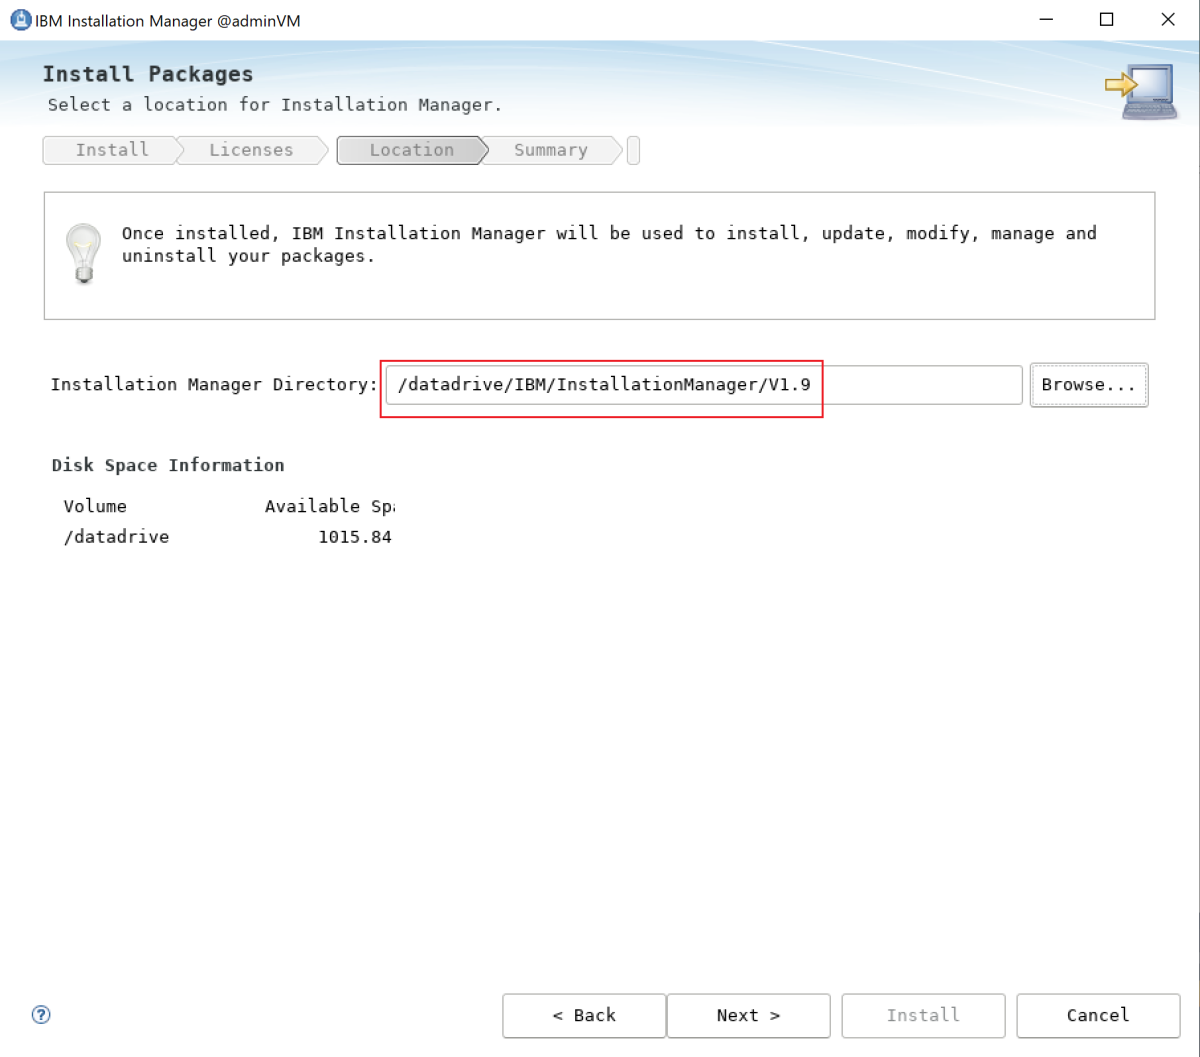 IBM Installation Manager @adminVM
Install Packages
Select a location for Installation Manager.
Install Licenses Location Summary
Once installed, IBM Installation Manager will be used to install, update, modify, manage and
uninstall your packages.
Installation Manager Directory: /datadrive/IBM/InstallationManager/V1.9 Browse...
Disk Space Information
Volume Available Spa
/datadrive 1015.84
? < Back Next > Install Cancel